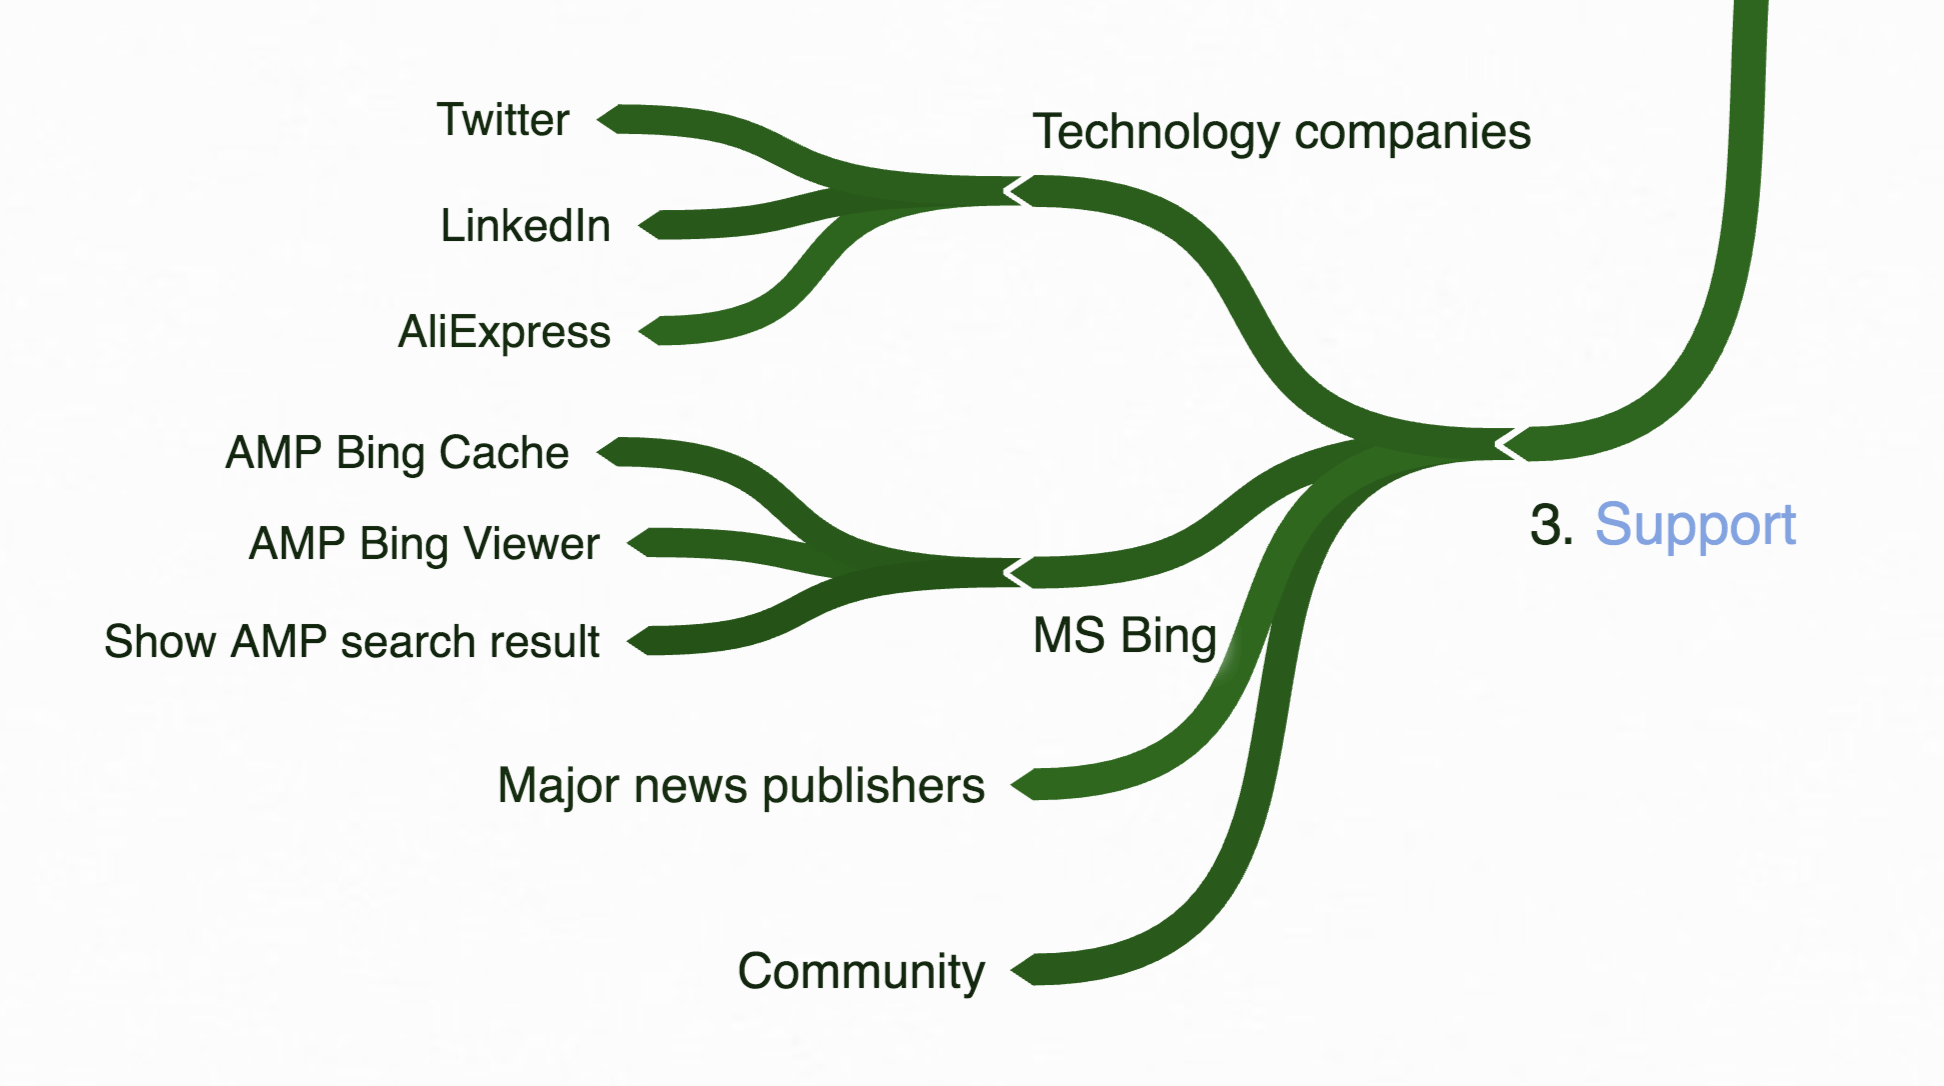 Technology companies
Twitter
LinkedIn
AliExpress
3. Support
MS Bing
AMP Bing Cache
AMP Bing Viewer
Show AMP search result
Major news publishers
Community